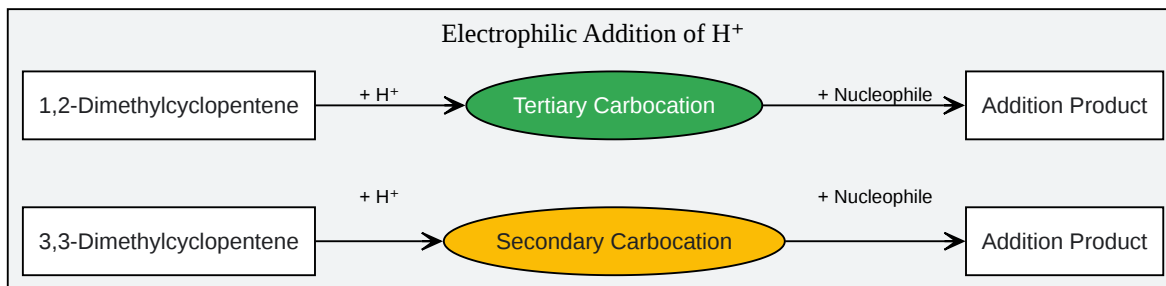 Electrophilic Addition of H⁺
1,2-Dimethylcyclopentene
+ H⁺
Tertiary Carbocation
+ Nucleophile
Addition Product
3,3-Dimethylcyclopentene
+ H⁺
Secondary Carbocation
+ Nucleophile
Addition Product